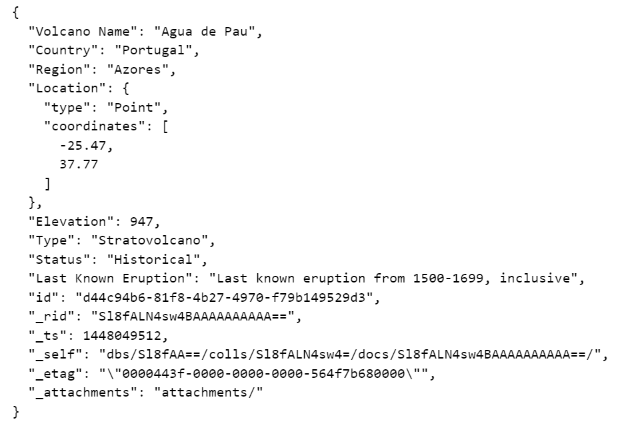 {
  "Volcano Name": "Agua de Pau",
  "Country": "Portugal",
  "Region": "Azores",
  "Location": {
    "type": "Point",
    "coordinates": [
      -25.47,
      37.77
    ]
  },
  "Elevation": 947,
  "Type": "Stratovolcano",
  "Status": "Historical",
  "Last Known Eruption": "Last known eruption from 1500-1699, inclusive",
  "id": "d44c94b6-81f8-4b27-4970-f79b149529d3",
  "_rid": "Sl8fALN4sw4BAAAAAAAAAA==",
  "_ts": 1448049512,
  "_self": "dbs/Sl8fAA==/colls/Sl8fALN4sw4=/docs/Sl8fALN4sw4BAAAAAAAAAA==/",
  "_etag": "\"0000443f-0000-0000-0000-564f7b680000\"",
  "_attachments": "attachments/"
}